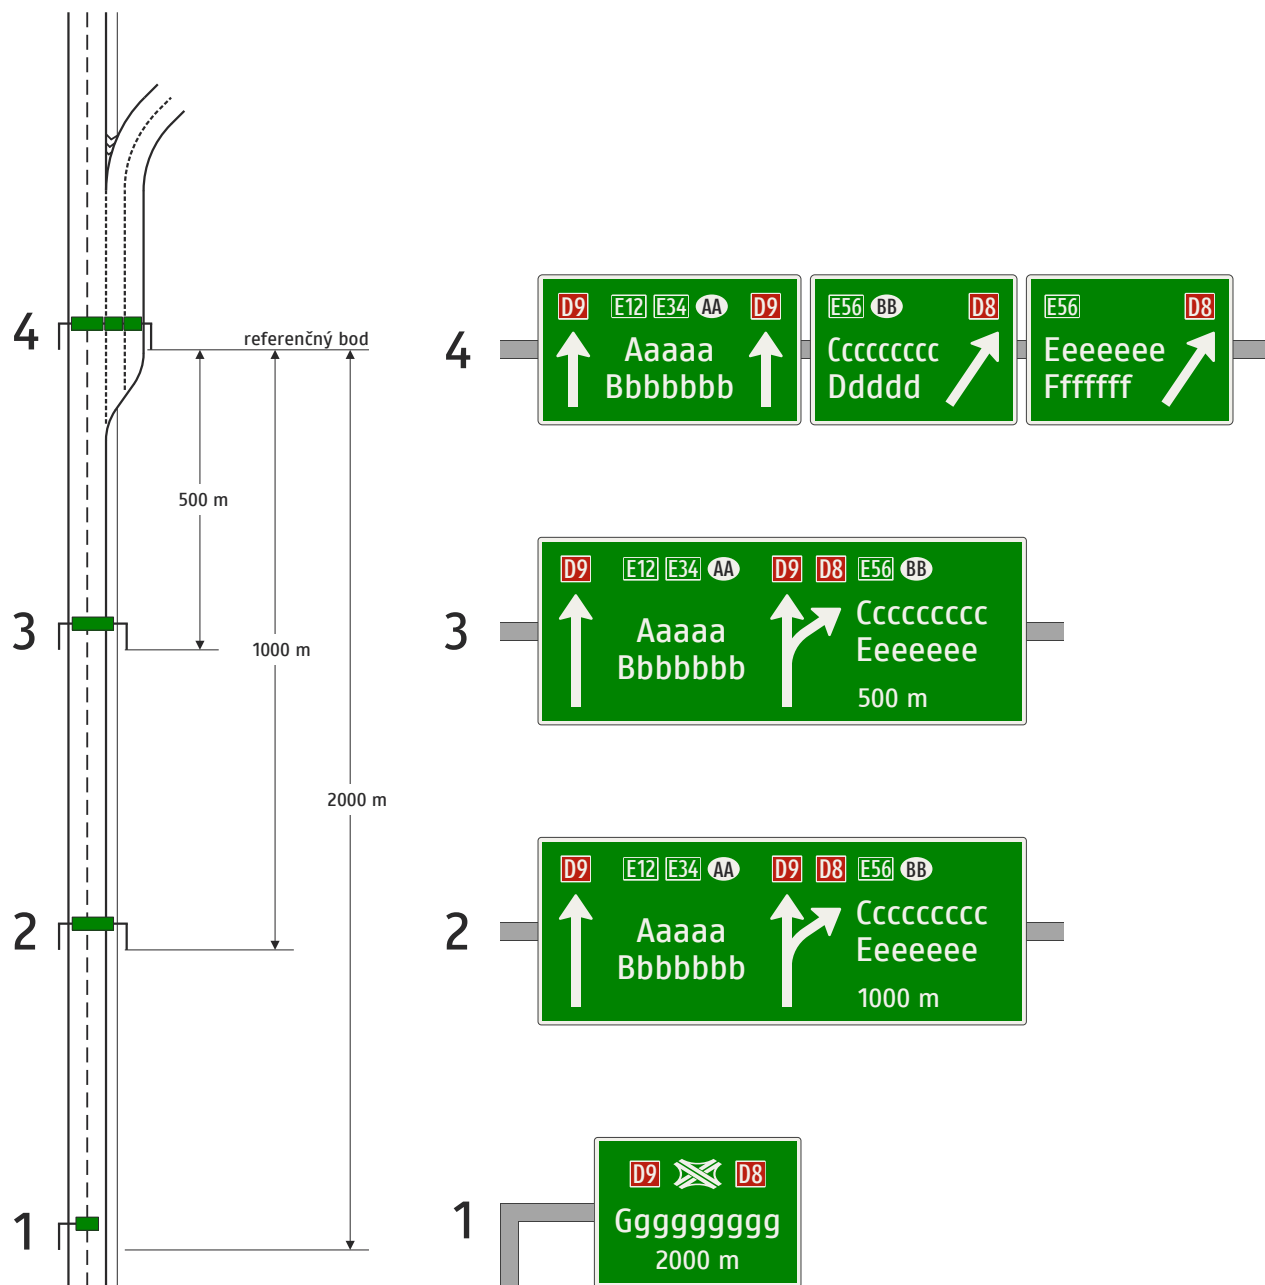 4
referenčný bod
500 m
3
1000 m
2000 m
2
1
4
D9 E12 E34 AA D9
Aaaaa
Bbbbbbb
E56 BB D8
Ccccccccc
Ddddd
E56 D8
Eeeeeee
Fffffff
3
D9 E12 E34 AA D9 D8 E56 BB
Aaaaa
Bbbbbbb
Ccccccccc
Eeeeeee
500 m
2
D9 E12 E34 AA D9 D8 E56 BB
Aaaaa
Bbbbbbb
Ccccccccc
Eeeeeee
1000 m
1
D9 D8
Ggggggggg
2000 m